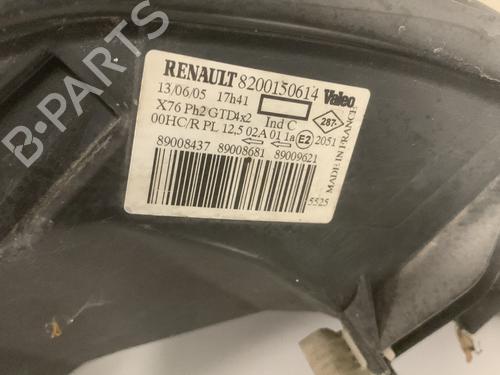 RENAULT 8200150614 Valeo
13/06/05 17h41
X76 Ph2 GTD4x2 Ind C 287-
00HC/R PL 12,5 02A 01 1a E2 2051
89008437 89008681 89009621
MADE IN FRANCE
5525
B-PARTS